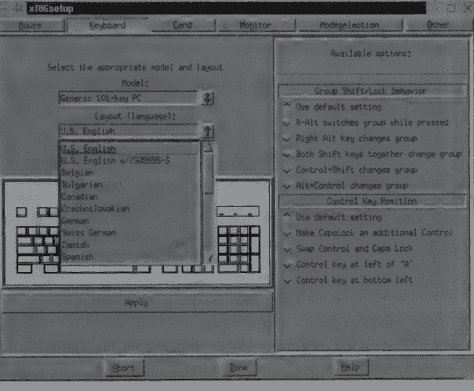 xf86setup
Mouse Keyboard Card Monitor Modeselection Other
Select the appropriate model and layout
Model:
Generic 101-key PC
Layout (language):
U.S. English
U.S. English
U.S. English w/ISO9995-3
Belgian
Bulgarian
Canadian
Czechoslovakian
German
Swiss German
Danish
Spanish
Apply
Available options:
Group Shift/Lock behavior
Use default setting
R-Alt switches group while pressed
Right Alt key changes group
Both Shift keys together change group
Control+Shift changes group
Alt+Control changes group
Control Key Position
Use default setting
Make CapsLock an additional Control
Swap Control and Caps Lock
Control key at left of 'A'
Control key at bottom left
Abort Done Help